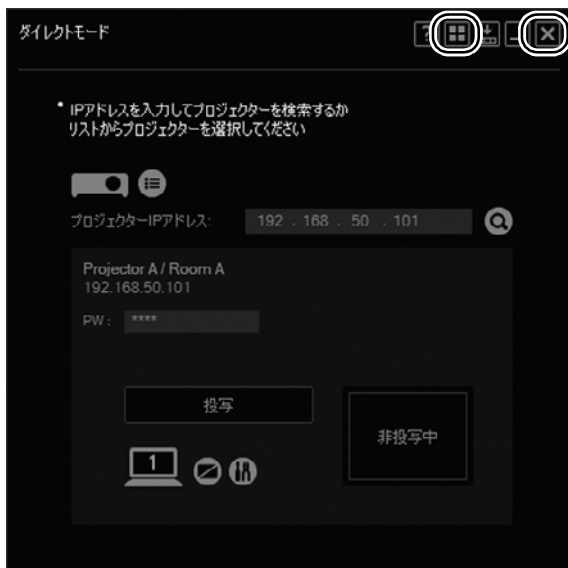 ダイレクトモード
?
* IPアドレスを入力してプロジェクターを検索するか
リストからプロジェクターを選択してください
プロジェクターIPアドレス: 192 . 168 . 50 . 101
Projector A / Room A
192.168.50.101
PW : ****
投写
非投写中
1